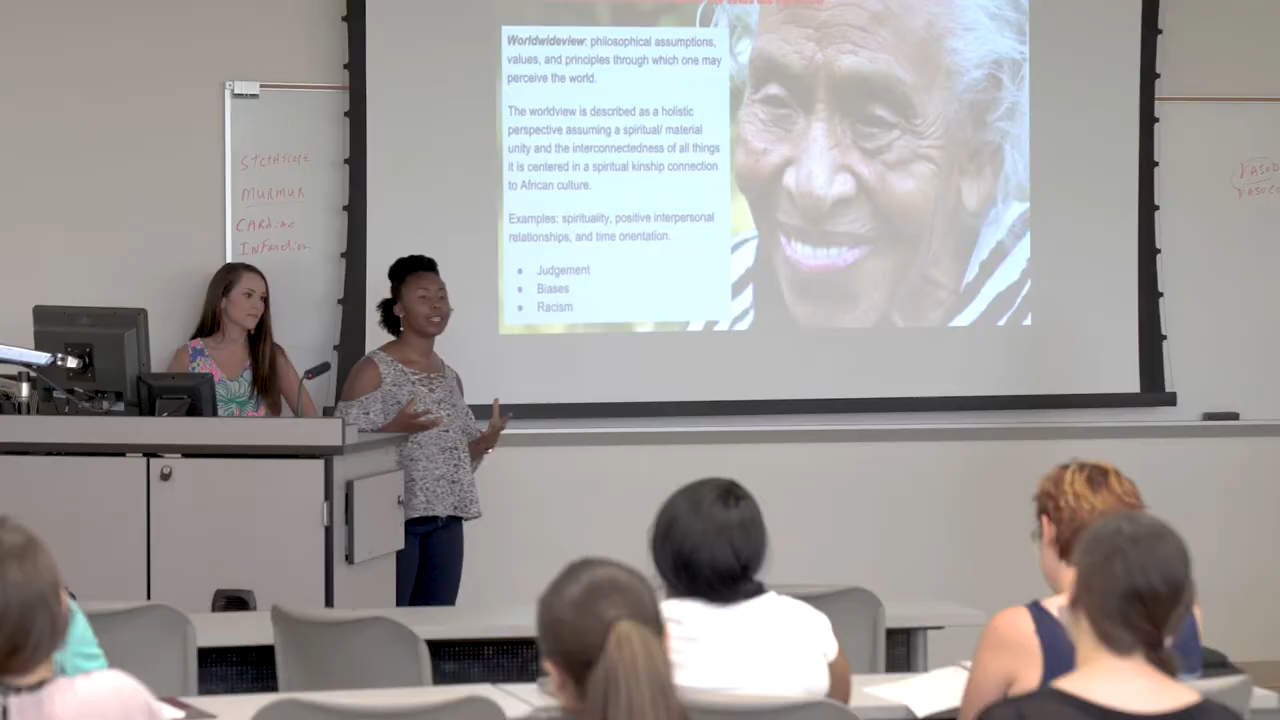 Worldwideview: philosophical assumptions,
values, and principles through which one may
perceive the world.
The worldview is described as a holistic
perspective assuming a spiritual/ material
unity and the interconnectedness of all things
it is centered in a spiritual kinship connection
to African culture.
Examples: spirituality, positive interpersonal
relationships, and time orientation.
● Judgement
● Biases
● Racism
STETHSCOPE
MURMUR
CARdiac
INFarction